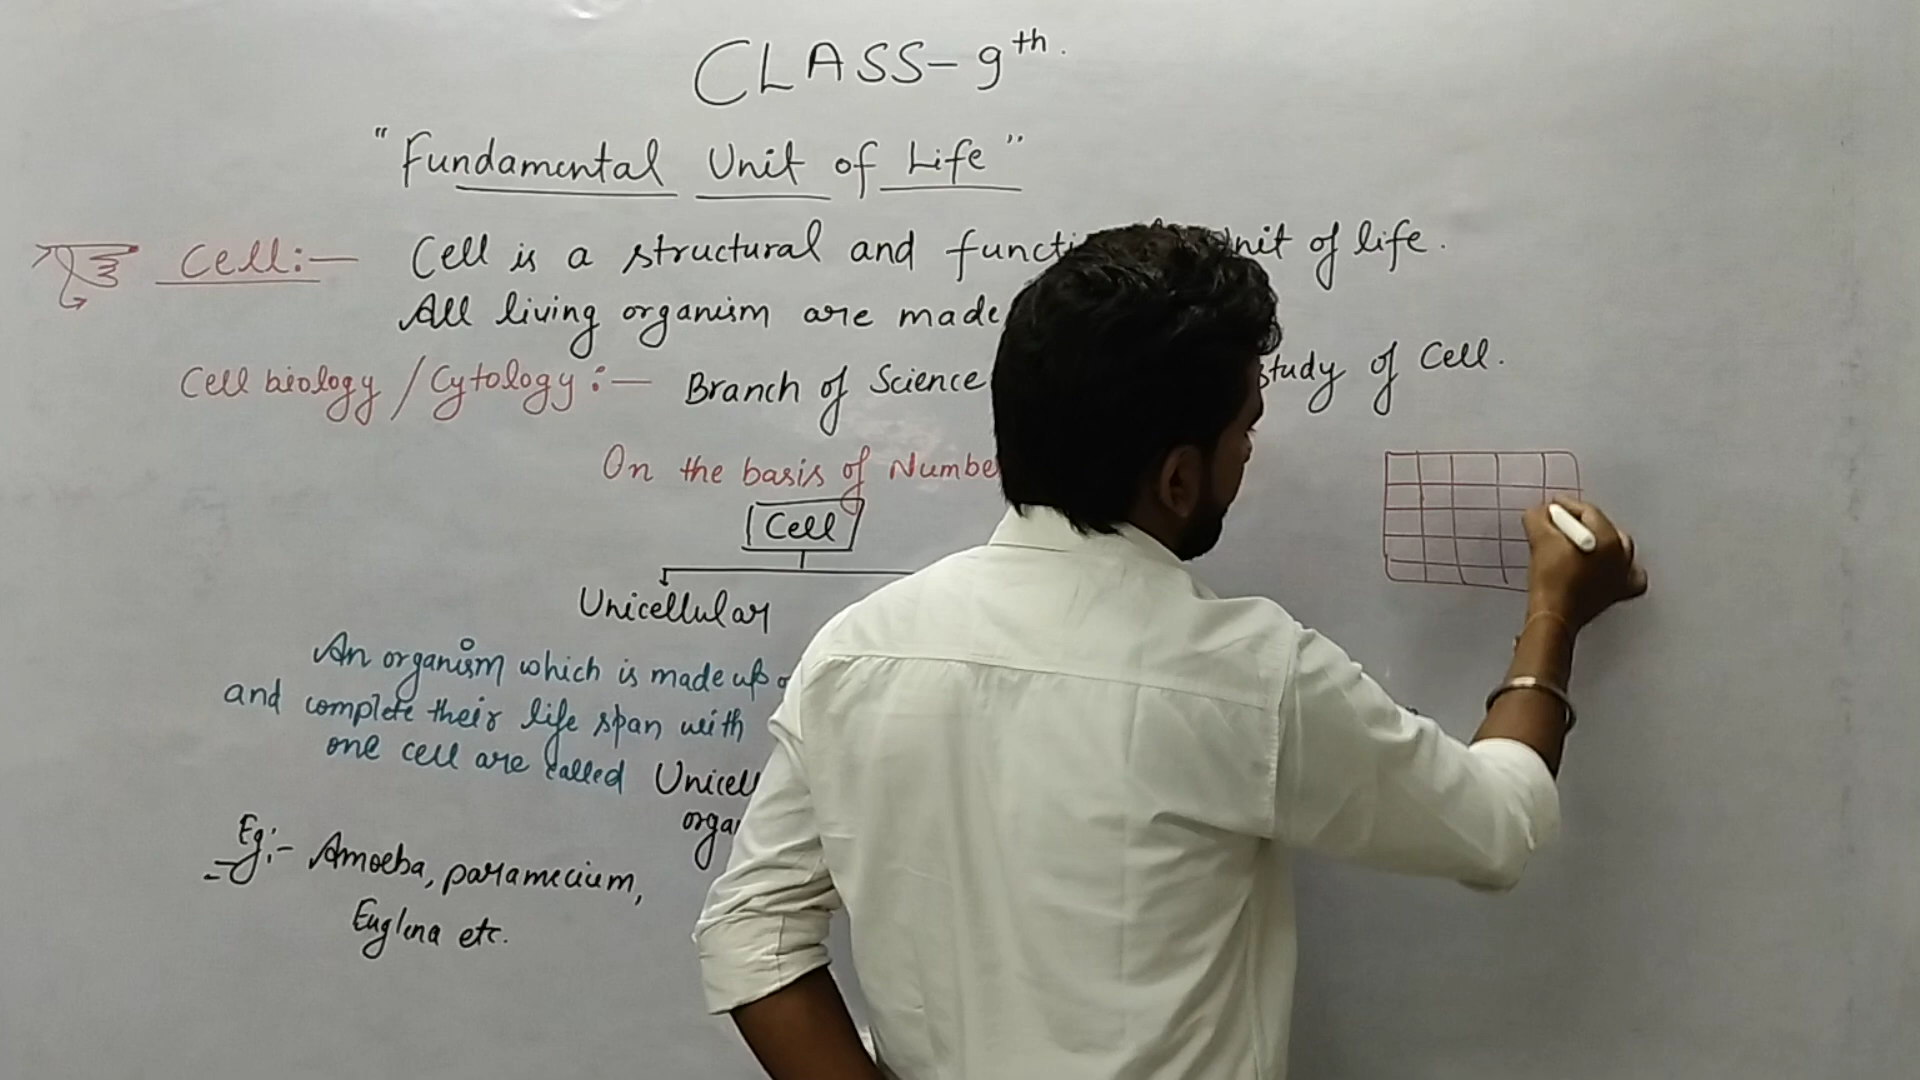 CLASS-9th.
"Fundamental Unit of Life"
Cell:- Cell is a structural and functi nit of life.
All living organism are made
Cell biology / Cytology:- Branch of Science study of Cell.
On the basis of Numbe
Cell
Unicellular
An organism which is made up o
and complete their life span with
one cell are called Unicell
orga
Eg:- Amoeba, paramecium,
Euglena etc.